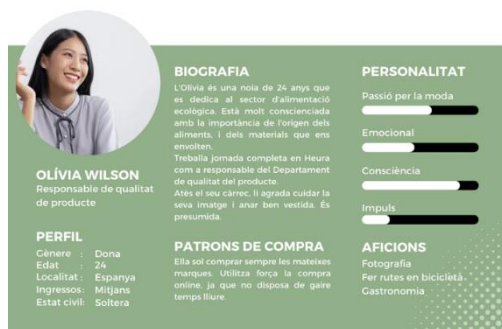 OLÍVIA WILSON
Responsable de qualitat
de producte
PERFIL
Gènere : Dona
Edat : 24
Localitat : Espanya
Ingressos: Mitjans
Estat civil: Soltera
BIOGRAFIA
L'Olívia és una noia de 24 anys que
es dedica al sector d'alimentació
ecològica. Està molt conscienciada
amb la importància de l'origen dels
aliments, i dels materials que ens
envolten.
Treballa jornada completa en Heura
com a responsable del Departament
de qualitat del producte.
Atès el seu càrrec, li agrada cuidar la
seva imatge i anar ben vestida. És
presumida.
PATRONS DE COMPRA
Ella sol comprar sempre les mateixes
marques. Utilitza força la compra
online, ja que no disposa de gaire
temps lliure.
PERSONALITAT
Passió per la moda
Emocional
Consciència
Impuls
AFICIONS
Fotografia
Fer rutes en bicicleta
Gastronomia